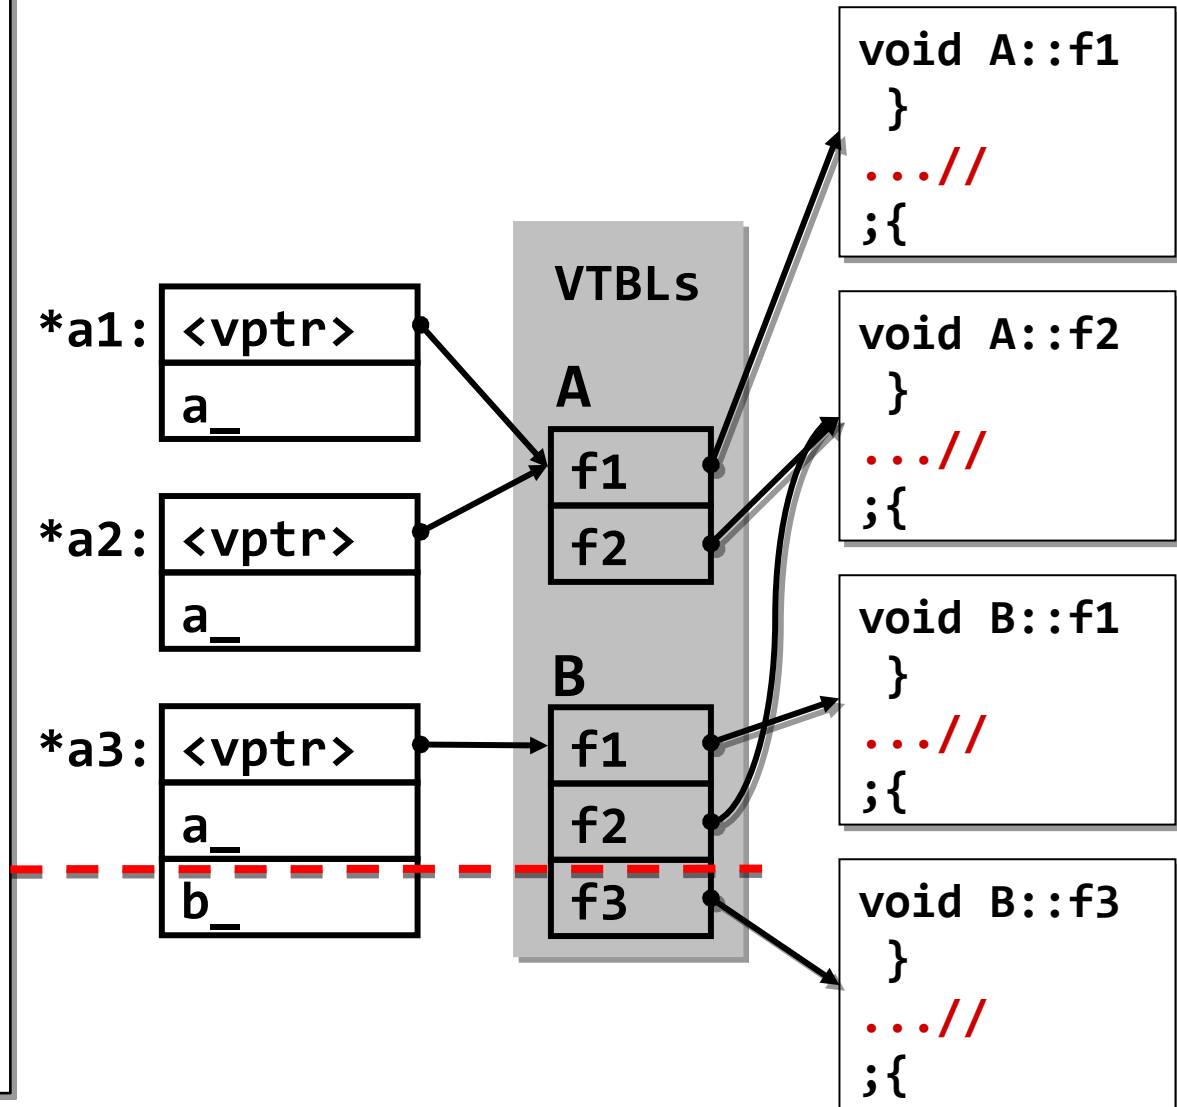 *a1:
<vptr>
a_
*a2:
<vptr>
a_
*a3:
<vptr>
a_
b_
VTBLs
A
f1
f2
B
f1
f2
f3
void A::f1
}
...//
;{
void A::f2
}
...//
;{
void B::f1
}
...//
;{
void B::f3
}
...//
;{